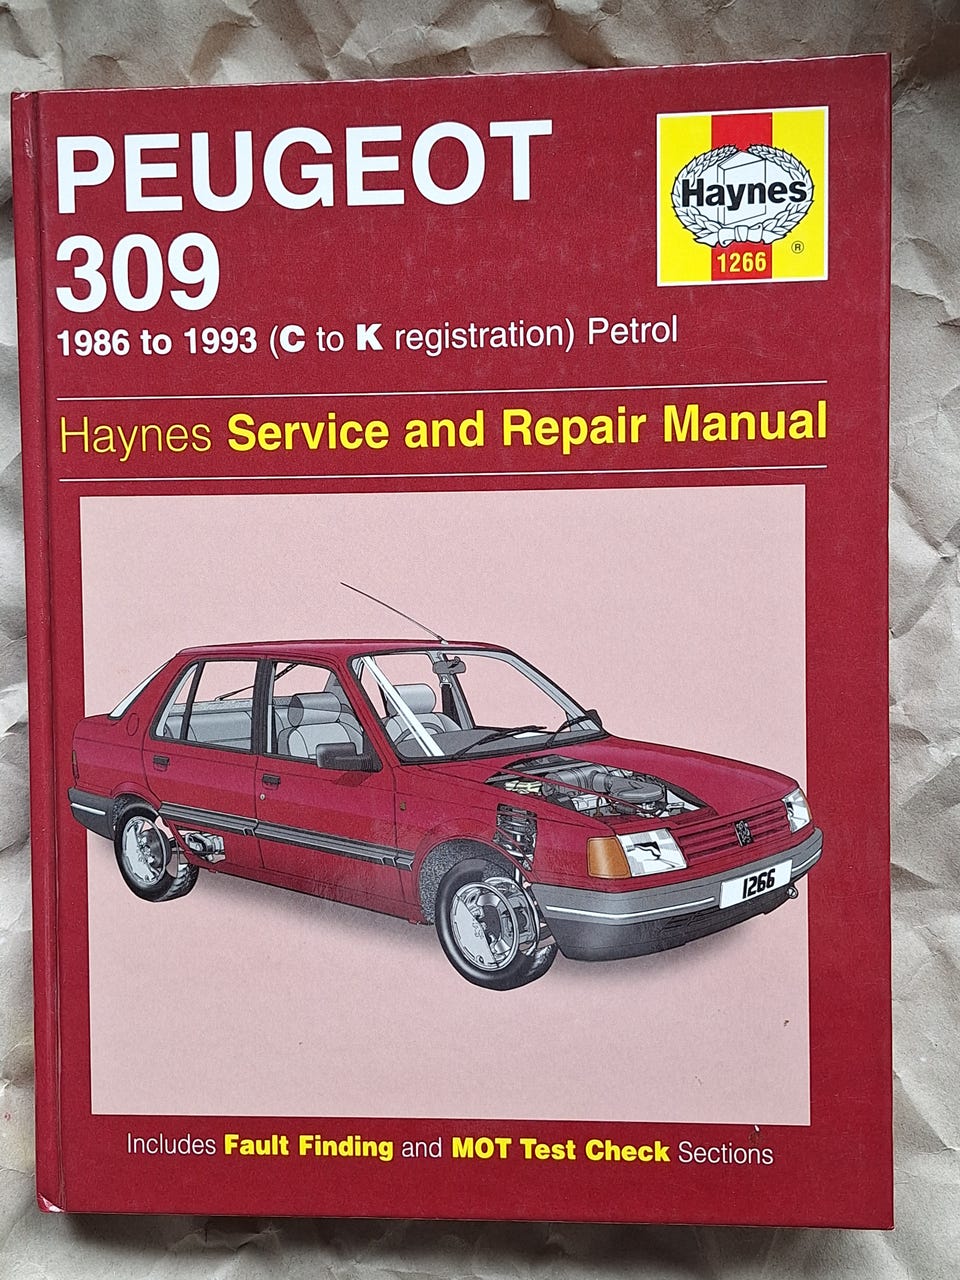 PEUGEOT
309
1986 to 1993 (C to K registration) Petrol
Haynes
®
1266
Haynes Service and Repair Manual
1266
Includes Fault Finding and MOT Test Check Sections